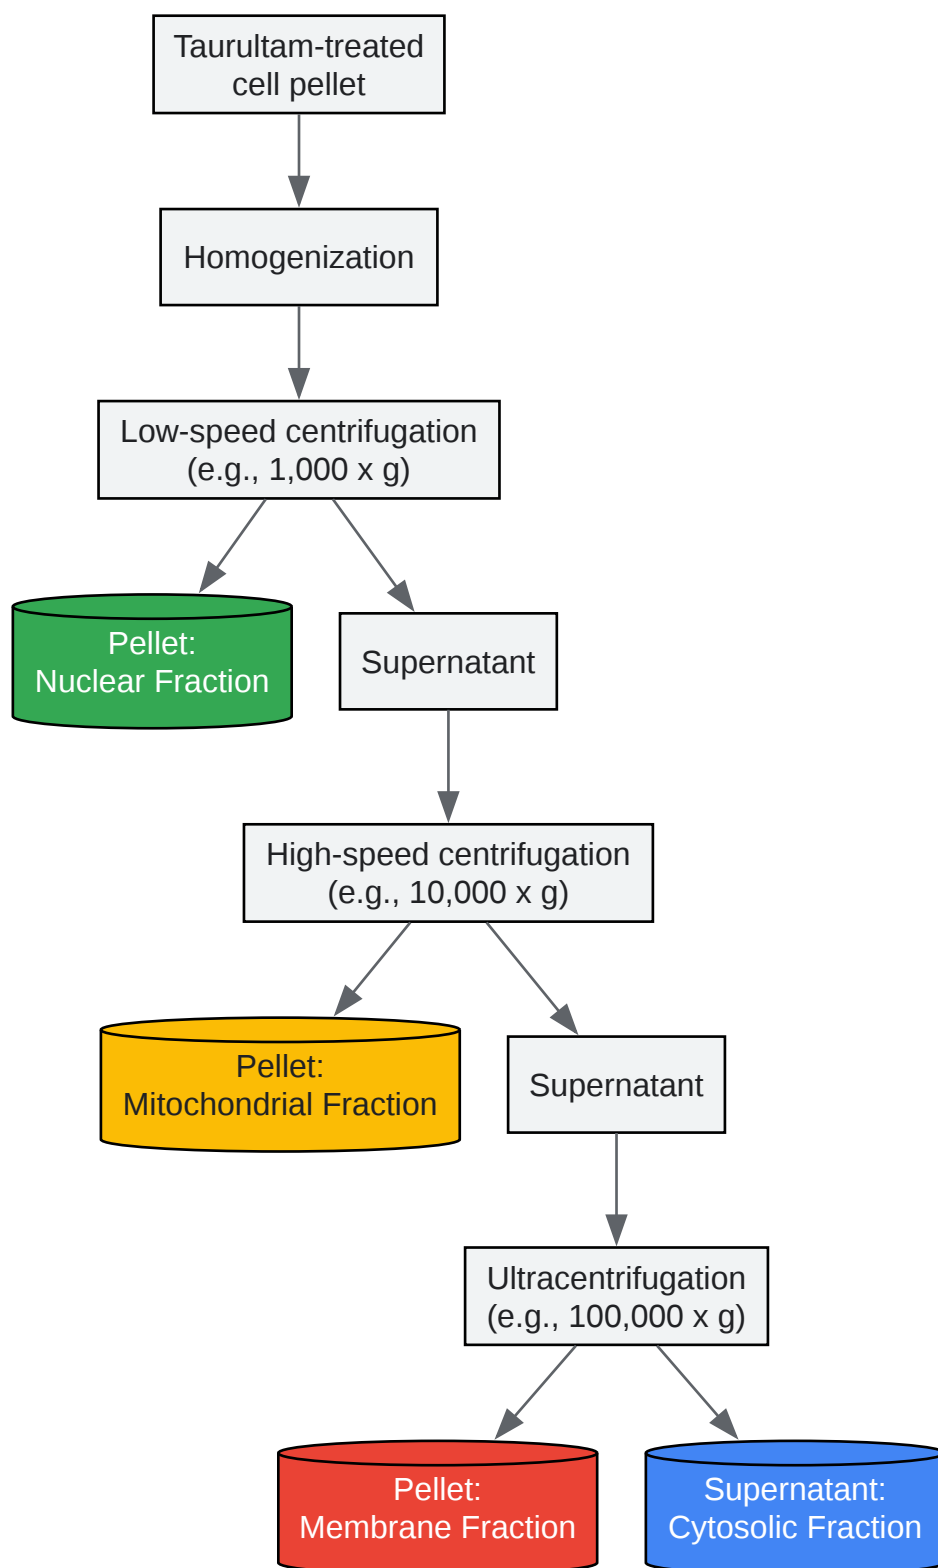 Taurultam-treated
cell pellet
Homogenization
Low-speed centrifugation
(e.g., 1,000 x g)
Pellet:
Nuclear Fraction
Supernatant
High-speed centrifugation
(e.g., 10,000 x g)
Pellet:
Mitochondrial Fraction
Supernatant
Ultracentrifugation
(e.g., 100,000 x g)
Pellet:
Membrane Fraction
Supernatant:
Cytosolic Fraction